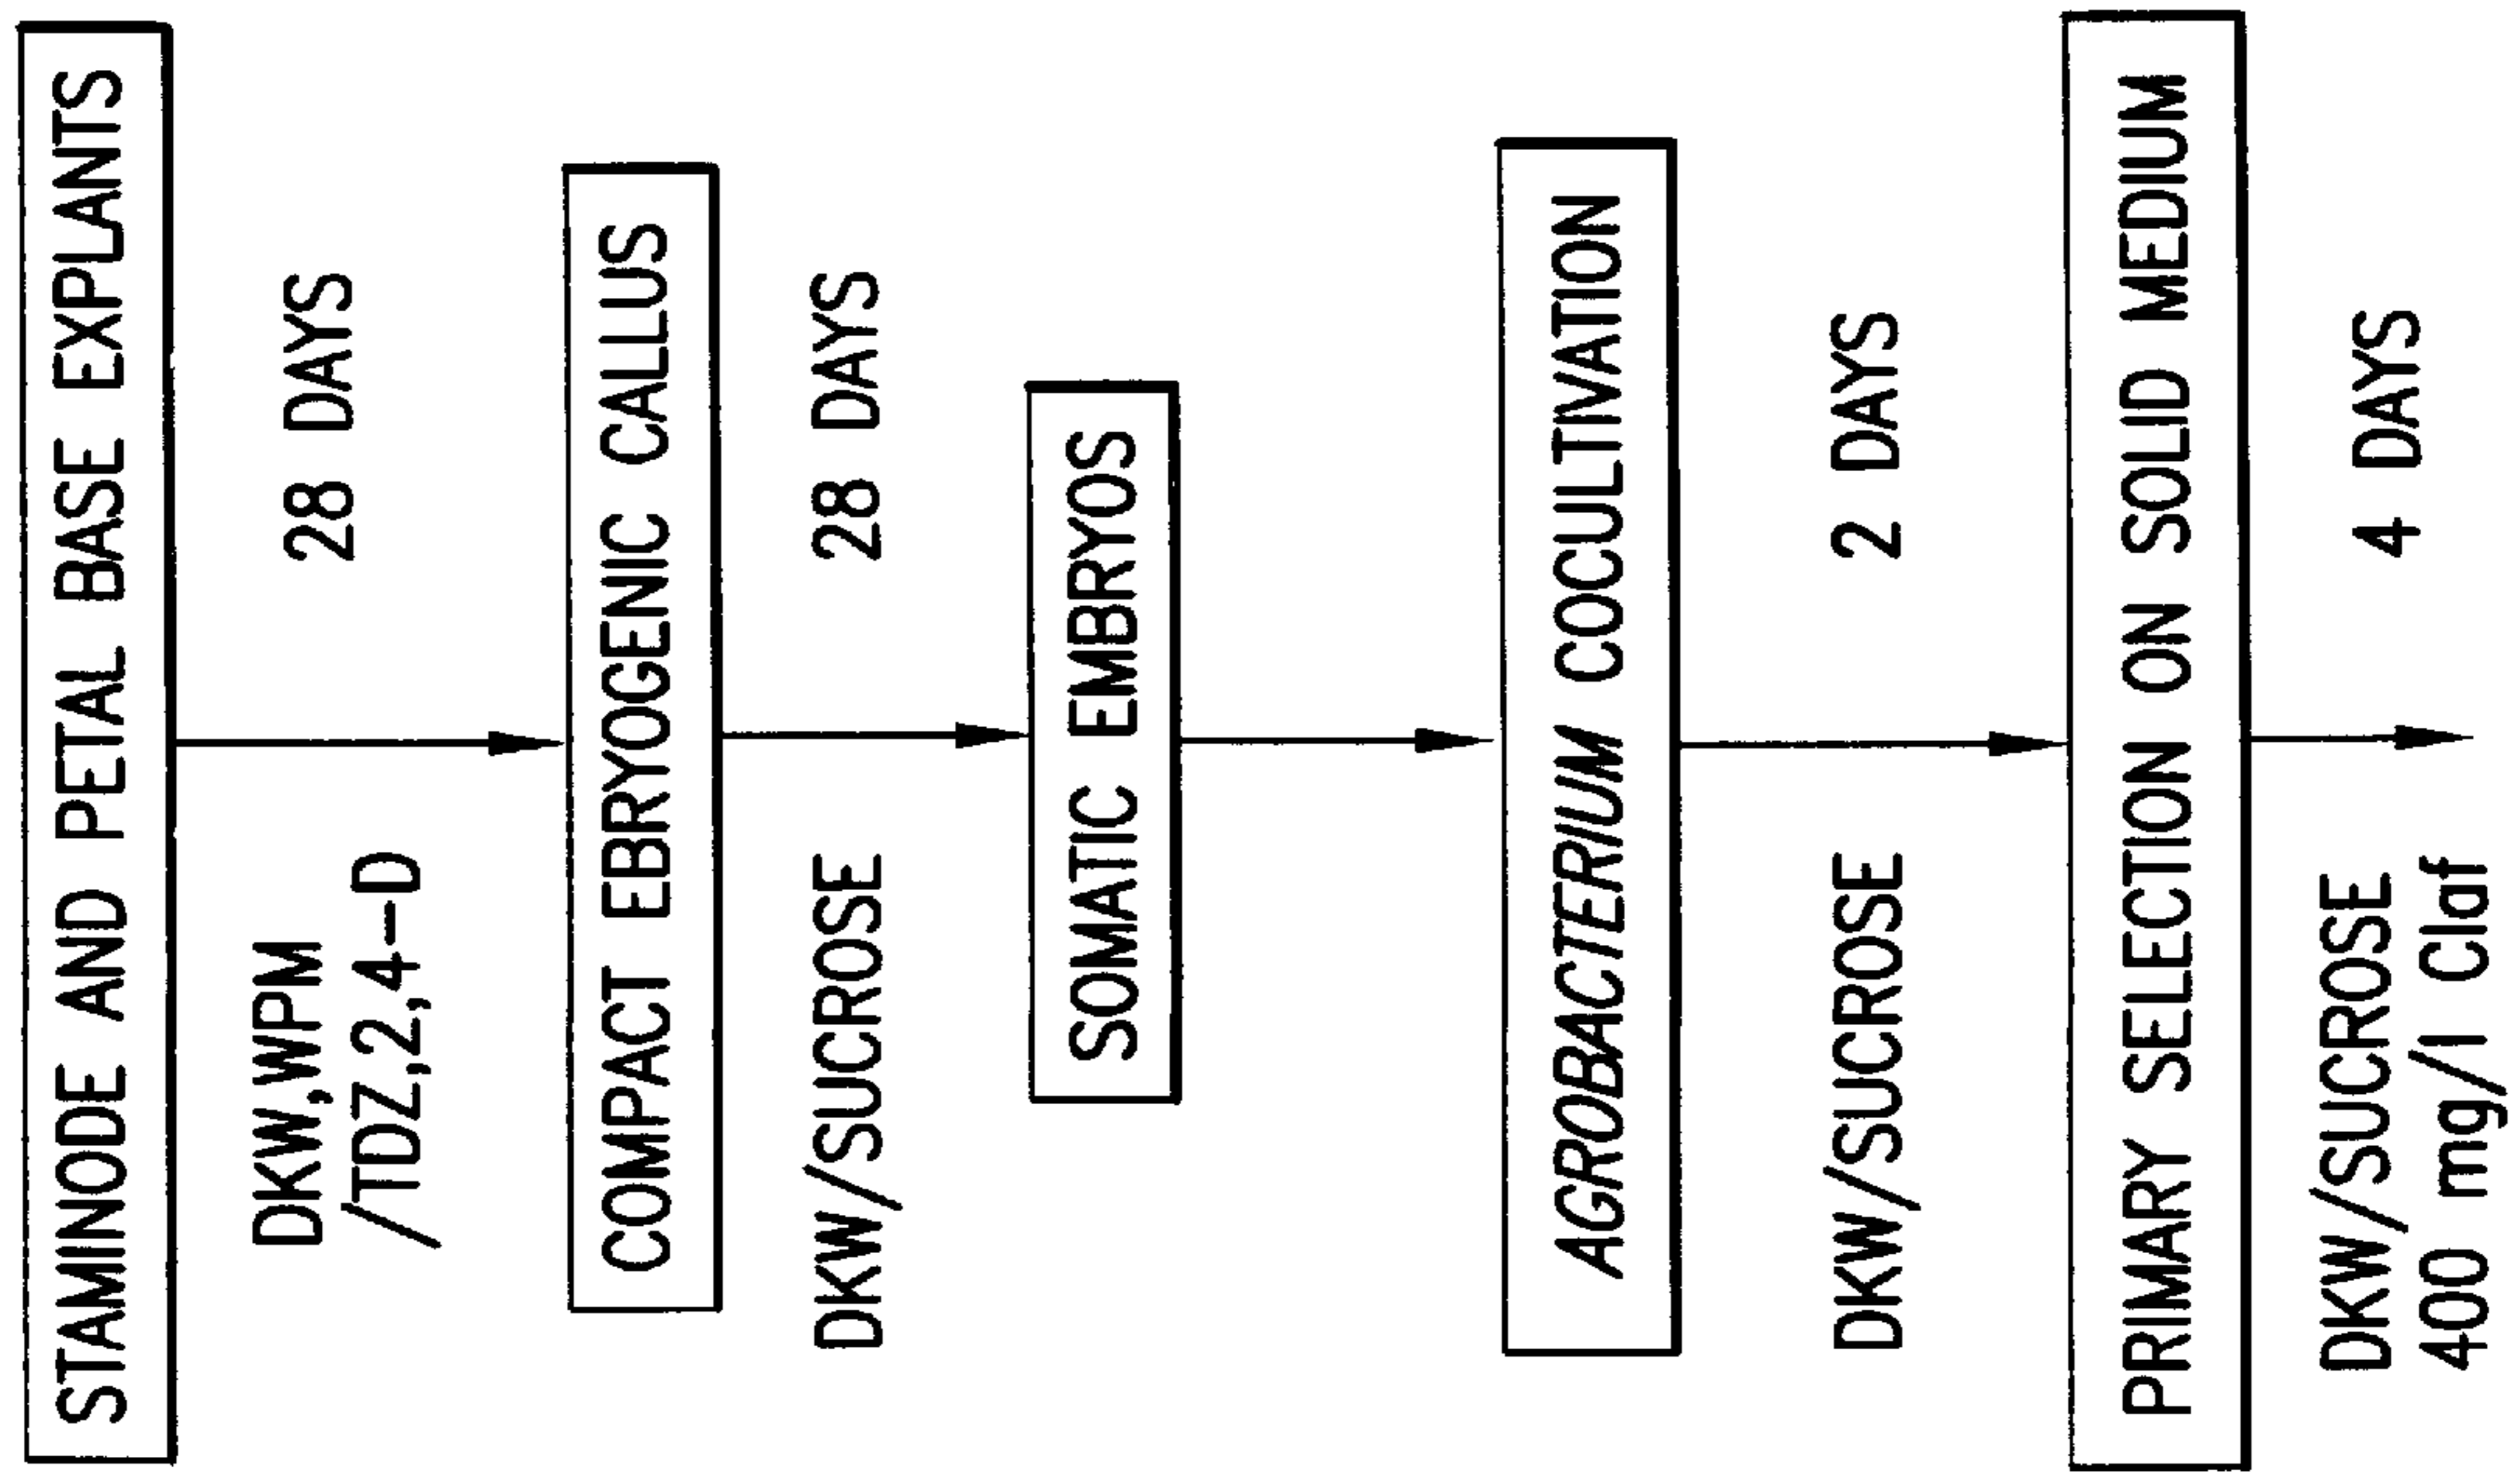 STAMINODE AND PETAL BASE EXPLANTS
DKW,WPM
/TDZ,2,4-D
28 DAYS
COMPACT EBRYOGENIC CALLUS
DKW/SUCROSE
28 DAYS
SOMATIC EMBRYOS
AGROBACTERIUM COCULTIVATION
DKW/SUCROSE
2 DAYS
PRIMARY SELECTION ON SOLID MEDIUM
DKW/SUCROSE
400 mg/l Claf
4 DAYS